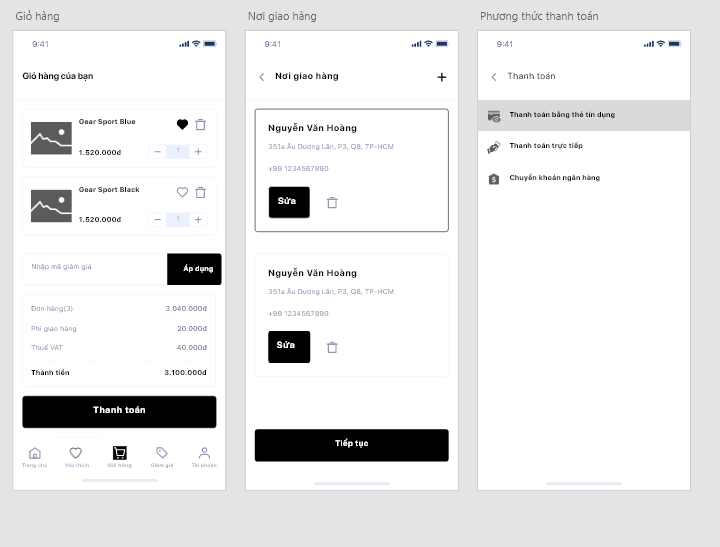 Giỏ hàng
9:41
Giỏ hàng của bạn
Gear Sport Blue
1.520.000đ
1
Gear Sport Black
1.520.000đ
1
Nhập mã giảm giá
Áp dụng
Đơn hàng(3)
3.040.000đ
Phí giao hàng
20.000đ
Thuế VAT
40.000đ
Thành tiền
3.100.000đ
Thanh toán
Trang chủ
Yêu thích
Giỏ hàng
Giảm giá
Tài khoản
Nơi giao hàng
9:41
Nơi giao hàng
Nguyễn Văn Hoàng
351a Âu Dương Lân, P3, Q8, TP-HCM
+99 1234567890
Sửa
Nguyễn Văn Hoàng
351a Âu Dương Lân, P3, Q8, TP-HCM
+99 1234567890
Sửa
Tiếp tục
Phương thức thanh toán
9:41
Thanh toán
Thanh toán bằng thẻ tín dụng
Thanh toán trực tiếp
Chuyển khoản ngân hàng